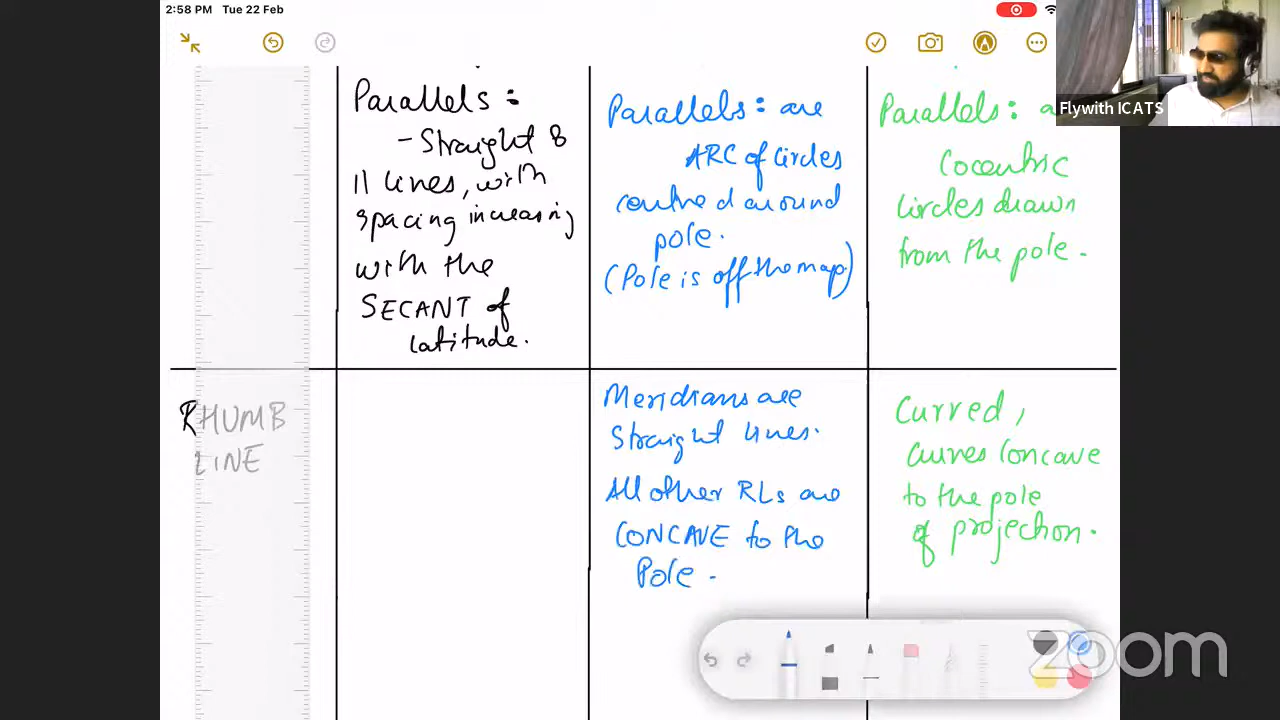 2:58 PM Tue 22 Feb
Flywith ICATS
Parallels :
- Straight &
11 lines with
spacing increasing
with the
SECANT of
latitude.
Parallels : are
ARC of circles
centred around
pole.
(Pole is off the map)
Parallels : a
Cocentric
circles drawn
from the pole .
RHUMB
LINE
Meridians are
Straight lines.
All other RLs are
CONCAVE to the
Pole .
Curved ,
curves concave
to the pole
of projection.
zoom